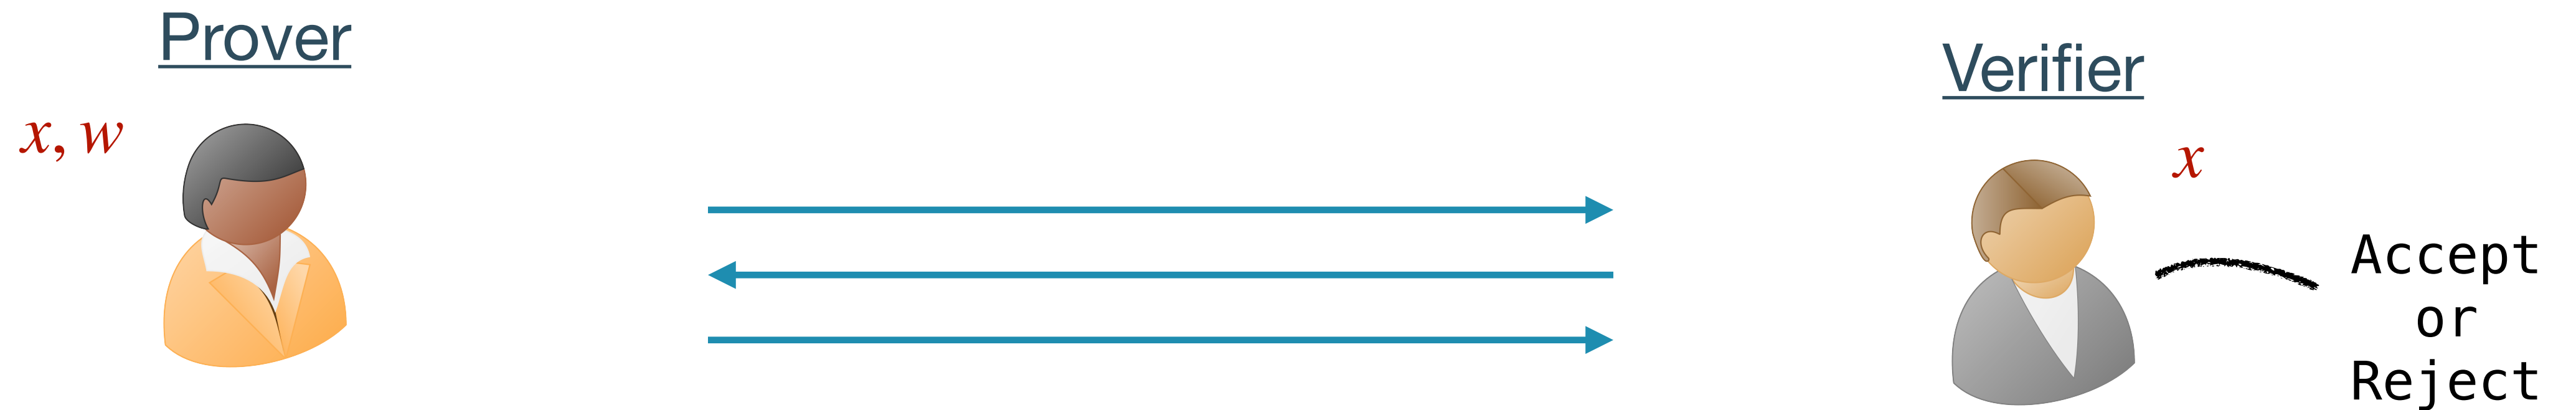 Prover
Verifier
x, w
x
Accept
or
Reject